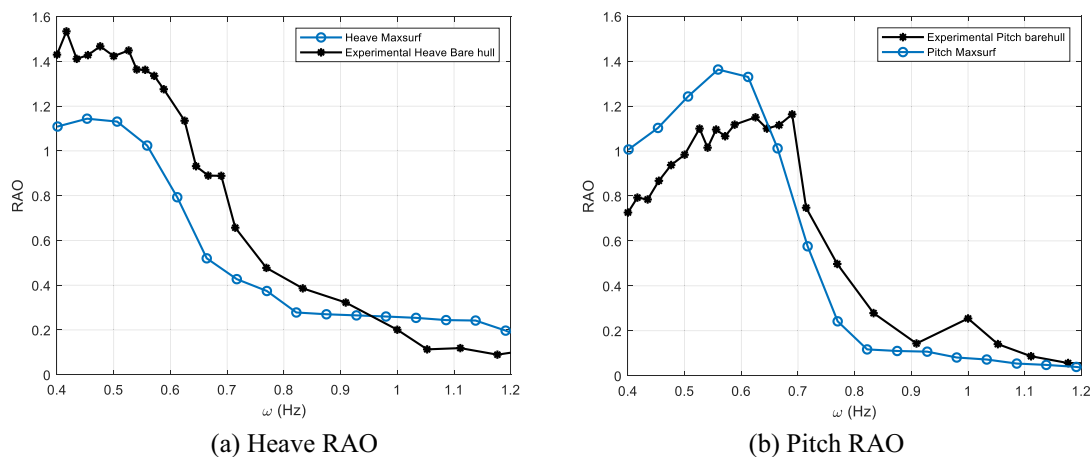 1.6
1.4
1.2
1
0.8
0.6
0.4
0.2
0
RAO
Heave Maxsurf
Experimental Heave Bare hull
0.4 0.5 0.6 0.7 0.8 0.9 1 1.1 1.2
ω (Hz)
(a) Heave RAO
1.6
1.4
1.2
1
0.8
0.6
0.4
0.2
0
RAO
Experimental Pitch barehull
Pitch Maxsurf
0.4 0.5 0.6 0.7 0.8 0.9 1 1.1 1.2
ω (Hz)
(b) Pitch RAO